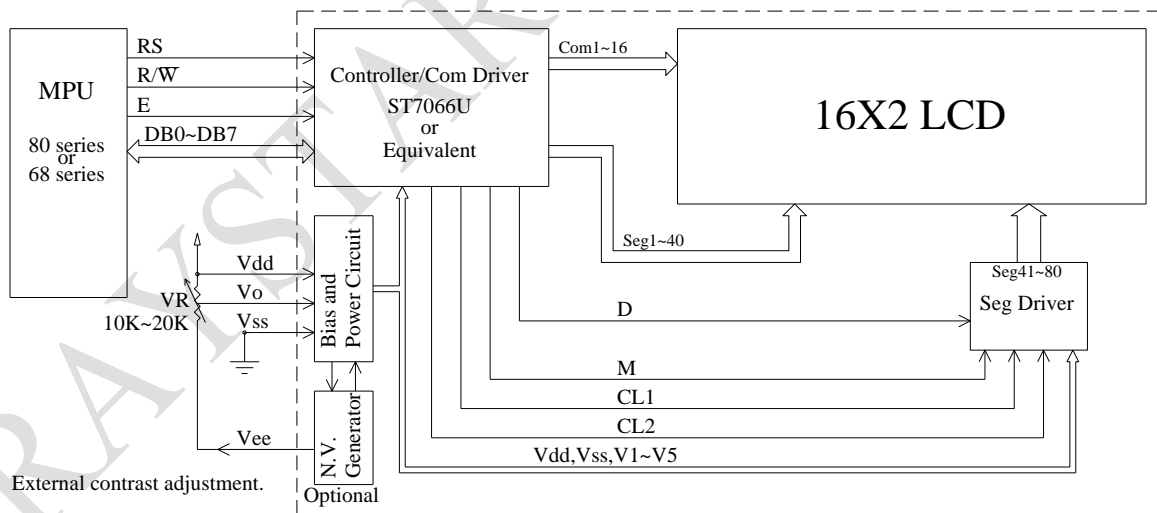 RS
R/W̅
E
DB0~DB7
MPU
80 series
or
68 series
Controller/Com Driver
ST7066U
or
Equivalent
Com1~16
16X2 LCD
Seg1~40
Seg41~80
Seg Driver
Vdd
Vo
Vss
VR
10K~20K
Bias and
Power Circuit
D
M
CL1
CL2
Vdd,Vss,V1~V5
Vee
N.V.
Generator
Optional
External contrast adjustment.
RAYSTAR